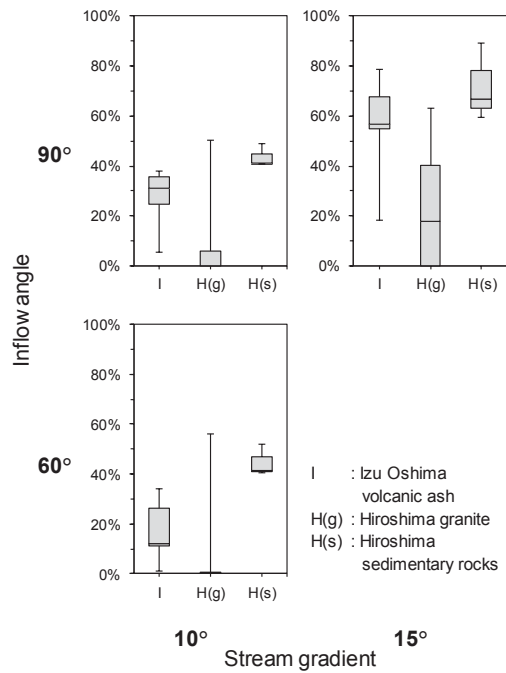 100%
80%
60%
40%
20%
0%
I H(g) H(s)
100%
80%
60%
40%
20%
0%
I H(g) H(s)
90°
Inflow angle
100%
80%
60%
40%
20%
0%
I H(g) H(s)
60°
I : Izu Oshima
volcanic ash
H(g) : Hiroshima granite
H(s) : Hiroshima
sedimentary rocks
10° 15°
Stream gradient